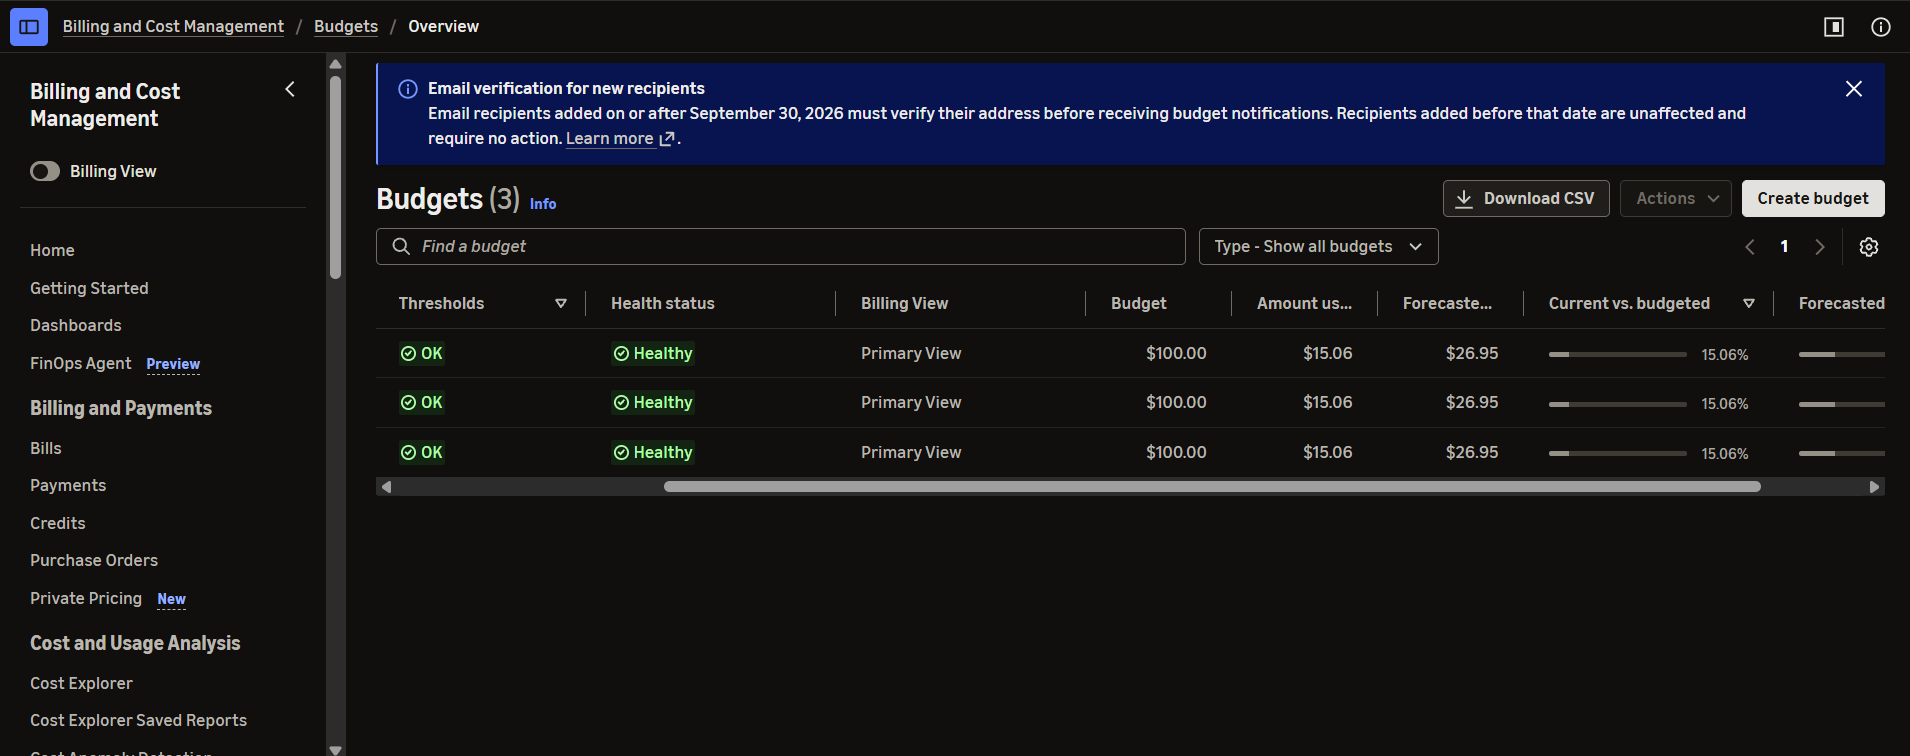 Billing and Cost Management / Budgets / Overview
Billing and Cost
Management
Billing View
Home
Getting Started
Dashboards
FinOps Agent Preview
Billing and Payments
Bills
Payments
Credits
Purchase Orders
Private Pricing New
Cost and Usage Analysis
Cost Explorer
Cost Explorer Saved Reports
Cost Anomaly Detection
Email verification for new recipients
Email recipients added on or after September 30, 2026 must verify their address before receiving budget notifications. Recipients added before that date are unaffected and
require no action. Learn more .
Budgets (3) Info
Download CSV
Actions
Create budget
Find a budget
Type - Show all budgets
1
Thresholds Health status Billing View Budget Amount us... Forecaste... Current vs. budgeted Forecasted
OK Healthy Primary View $100.00 $15.06 $26.95 15.06%
OK Healthy Primary View $100.00 $15.06 $26.95 15.06%
OK Healthy Primary View $100.00 $15.06 $26.95 15.06%